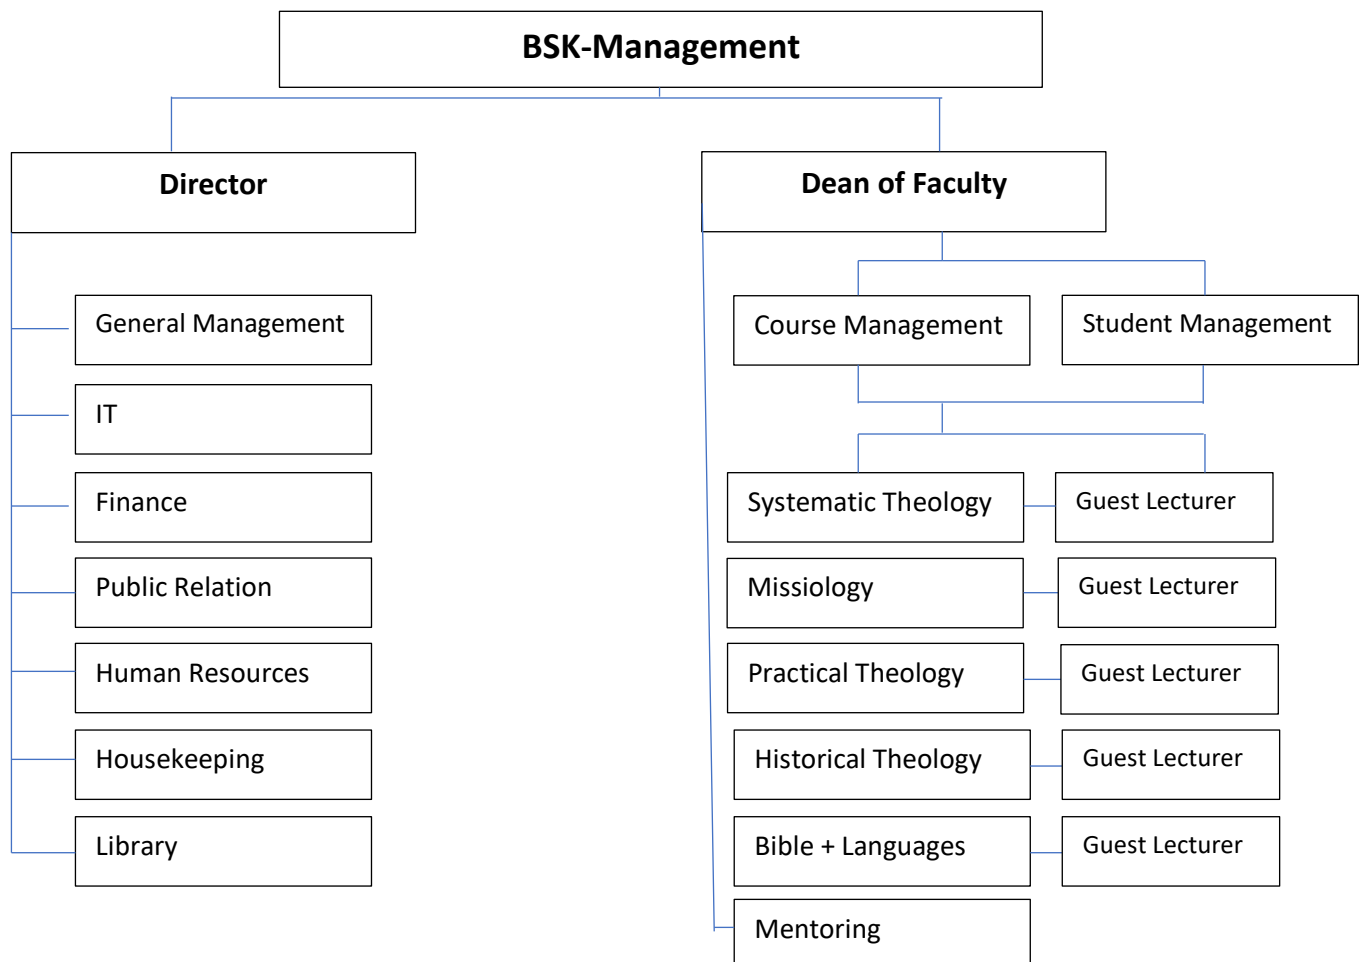 BSK-Management
Director
Dean of Faculty
General Management
Course Management
Student Management
IT
Finance
Systematic Theology
Guest Lecturer
Public Relation
Missiology
Guest Lecturer
Human Resources
Practical Theology
Guest Lecturer
Housekeeping
Historical Theology
Guest Lecturer
Library
Bible + Languages
Guest Lecturer
Mentoring